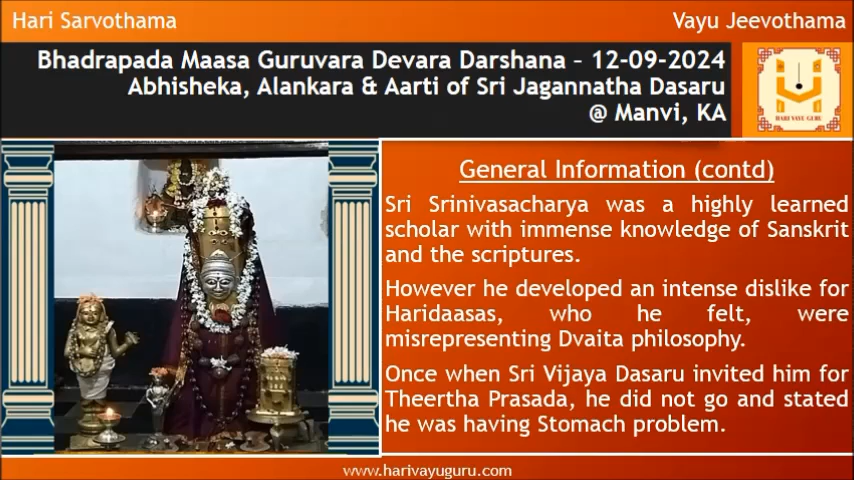 Hari Sarvothama
Vayu Jeevothama
Bhadrapada Maasa Guruvara Devara Darshana – 12-09-2024
Abhisheka, Alankara & Aarti of Sri Jagannatha Dasaru
@ Manvi, KA
HARI VAYU GURU
General Information (contd)
Sri Srinivasacharya was a highly learned
scholar with immense knowledge of Sanskrit
and the scriptures.
However he developed an intense dislike for
Haridaasas, who he felt, were
misrepresenting Dvaita philosophy.
Once when Sri Vijaya Dasaru invited him for
Theertha Prasada, he did not go and stated
he was having Stomach problem.
www.harivayuguru.com